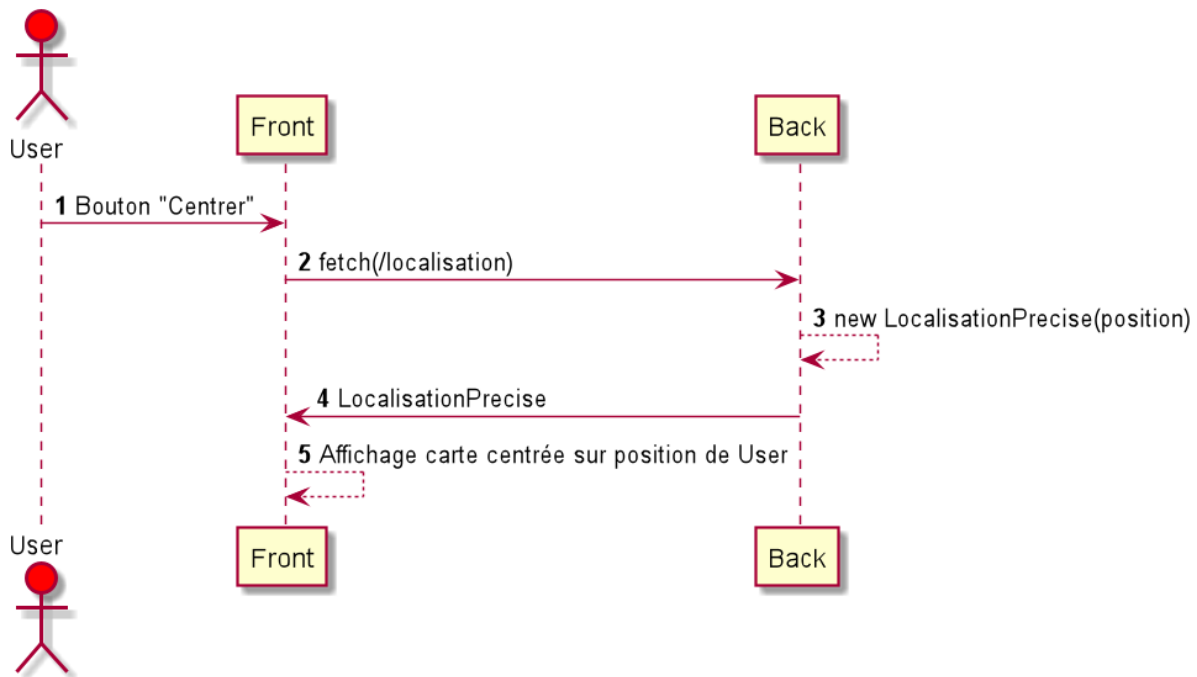 User
Front
Back
1 Bouton "Centrer"
2 fetch(/localisation)
3 new LocalisationPrecise(position)
4 LocalisationPrecise
5 Affichage carte centrée sur position de User
User
Front
Back